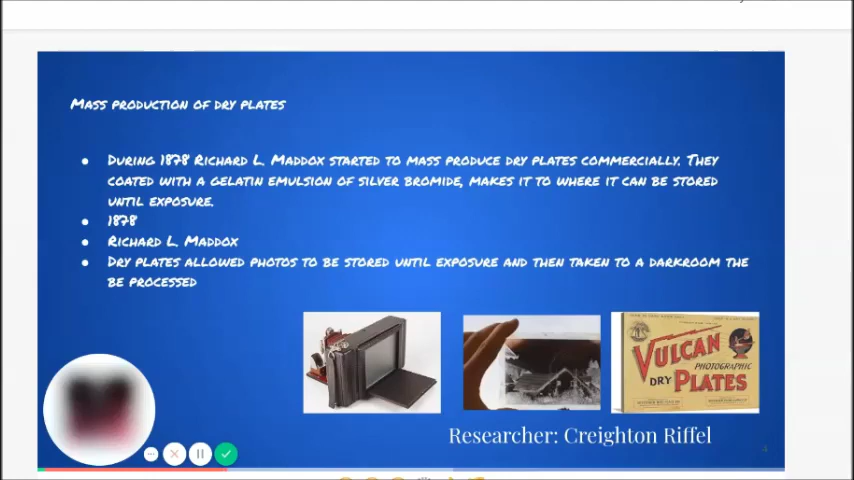 Mass production of dry plates
During 1878 Richard L. Maddox started to mass produce dry plates commercially. They
coated with a gelatin emulsion of silver bromide, makes it to where it can be stored
until exposure.
1878
Richard L. Maddox
Dry plates allowed photos to be stored until exposure and then taken to a darkroom the
be processed
VULCAN
PHOTOGRAPHIC
DRY PLATES
Researcher: Creighton Riffel
4